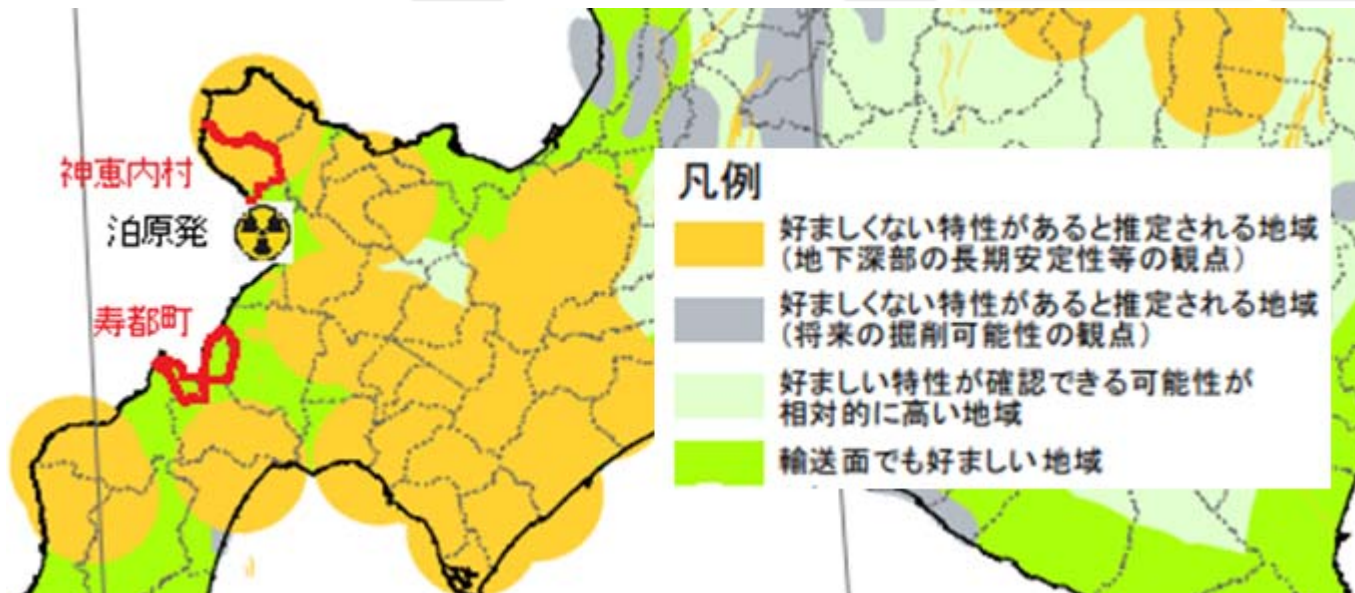 神恵内村
泊原発
寿都町
凡例
好ましくない特性があると推定される地域
(地下深部の長期安定性等の観点)
好ましくない特性があると推定される地域
(将来の掘削可能性の観点)
好ましい特性が確認できる可能性が
相対的に高い地域
輸送面でも好ましい地域